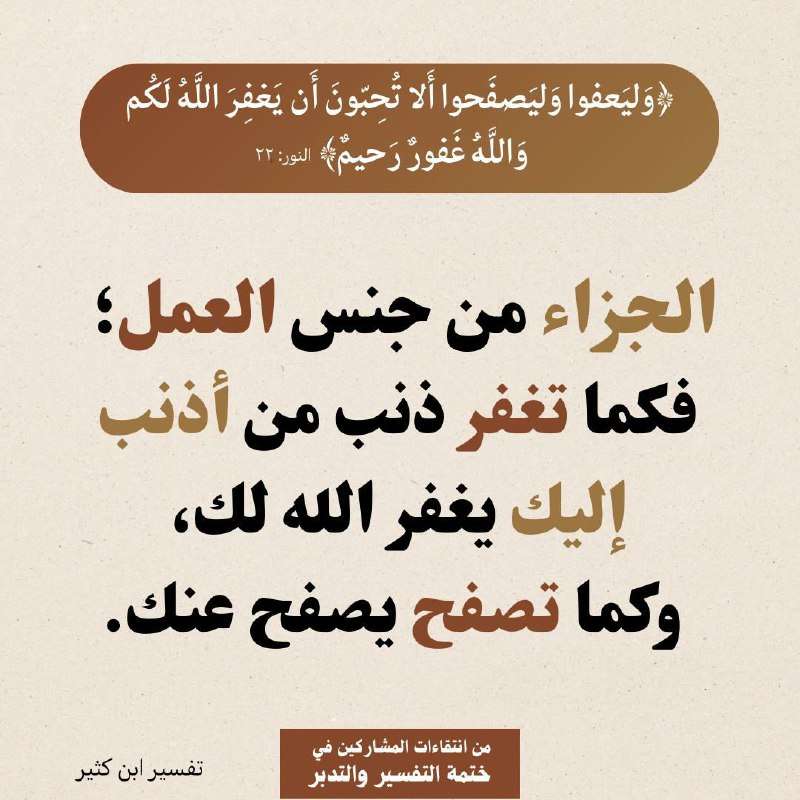 ﴿وَليَعفوا وَليَصفَحوا أَلا تُحِبّونَ أَن يَغفِرَ اللَّهُ لَكُم
وَاللَّهُ غَفورٌ رَحيمٌ﴾ النور: ٢٢
الجزاء من جنس العمل؛
فكما تغفر ذنب من أذنب
إليك يغفر الله لك،
وكما تصفح يصفح عنك.
من انتقاءات المشاركين في
ختمة التفسير والتدبر
تفسير ابن كثير